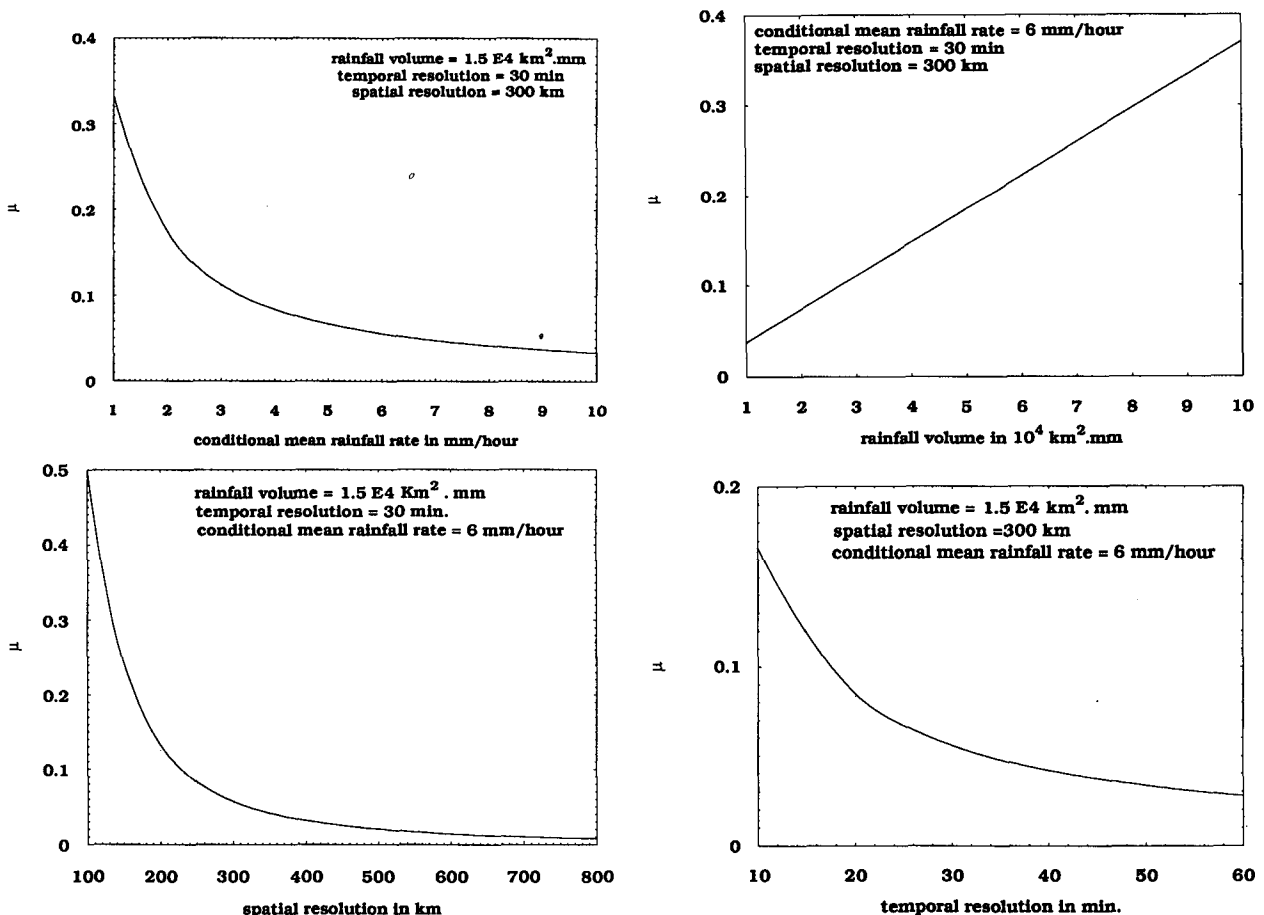 0.4
0.3
0.2
0.1
0
μ
rainfall volume = 1.5 E4 km².mm
temporal resolution = 30 min
spatial resolution = 300 km
1 2 3 4 5 6 7 8 9 10
conditional mean rainfall rate in mm/hour
0.4
0.3
0.2
0.1
0
μ
conditional mean rainfall rate = 6 mm/hour
temporal resolution = 30 min
spatial resolution = 300 km
1 2 3 4 5 6 7 8 9 10
rainfall volume in 10⁴ km².mm
0.5
0.4
0.3
0.2
0.1
0
μ
rainfall volume = 1.5 E4 Km² . mm
temporal resolution = 30 min.
conditional mean rainfall rate = 6 mm/hour
100 200 300 400 500 600 700 800
spatial resolution in km
0.2
0.1
0
μ
rainfall volume = 1.5 E4 km². mm
spatial resolution =300 km
conditional mean rainfall rate = 6 mm/hour
10 20 30 40 50 60
temporal resolution in min.